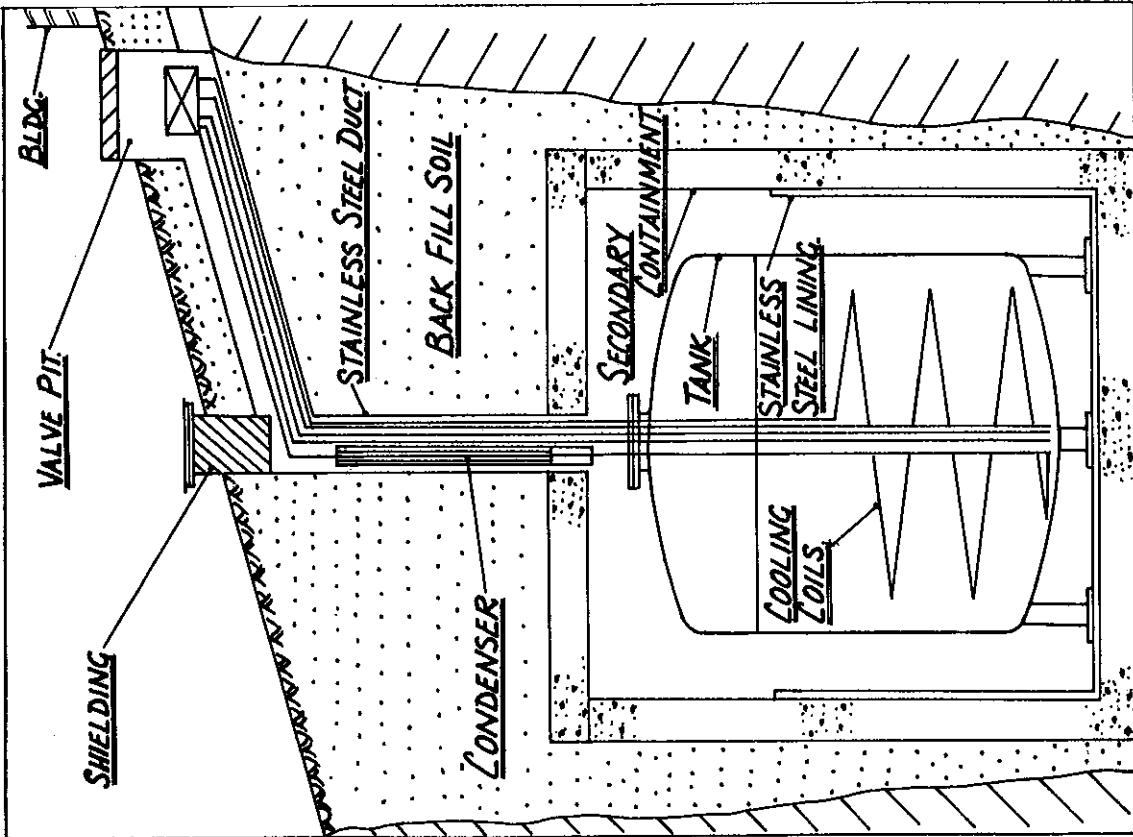 BLDG.
VALVE PIT.
SHIELDING
STAINLESS STEEL DUCT
BACK FILL SOIL
CONDENSER
SECONDARY
CONTAINMENT
TANK
STAINLESS
STEEL LINING
COOLING
COILS